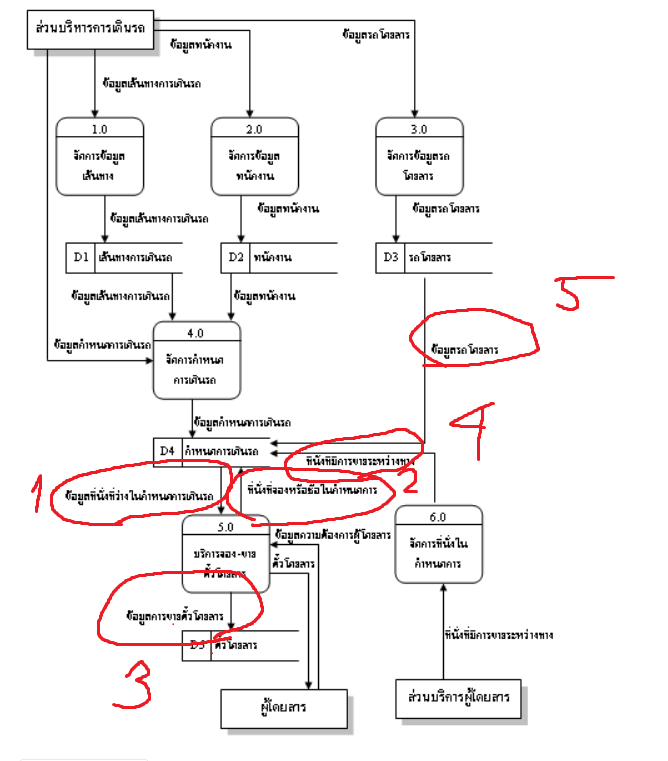 ส่วนบริหารการเดินรถ
ข้อมูลพนักงาน
ข้อมูลรถโดยสาร
ข้อมูลเส้นทางการเดินรถ
1.0
จัดการข้อมูล
เส้นทาง
2.0
จัดการข้อมูล
พนักงาน
3.0
จัดการข้อมูลรถ
โดยสาร
ข้อมูลเส้นทางการเดินรถ
ข้อมูลพนักงาน
ข้อมูลรถโดยสาร
D1 เส้นทางการเดินรถ
D2 พนักงาน
D3 รถโดยสาร
ข้อมูลเส้นทางการเดินรถ
ข้อมูลพนักงาน
5
ข้อมูลกำหนดการเดินรถ
4.0
จัดการกำหนด
การเดินรถ
ข้อมูลรถโดยสาร
ข้อมูลกำหนดการเดินรถ
4
D4 กำหนดการเดินรถ
ที่นั่งที่มีการขายระหว่างทาง
1
ข้อมูลที่นั่งที่ว่างในกำหนดการเดินรถ
ที่นั่งที่จองหรือซื้อในกำหนดการ
2
5.0
บริการจอง-ขาย
ตั๋วโดยสาร
ข้อมูลความต้องการผู้โดยสาร
ตั๋วโดยสาร
6.0
จัดการที่นั่งใน
กำหนดการ
ข้อมูลการขายตั๋วโดยสาร
D5 ตั๋วโดยสาร
ที่นั่งที่มีการขายระหว่างทาง
3
ผู้โดยสาร
ส่วนบริการผู้โดยสาร